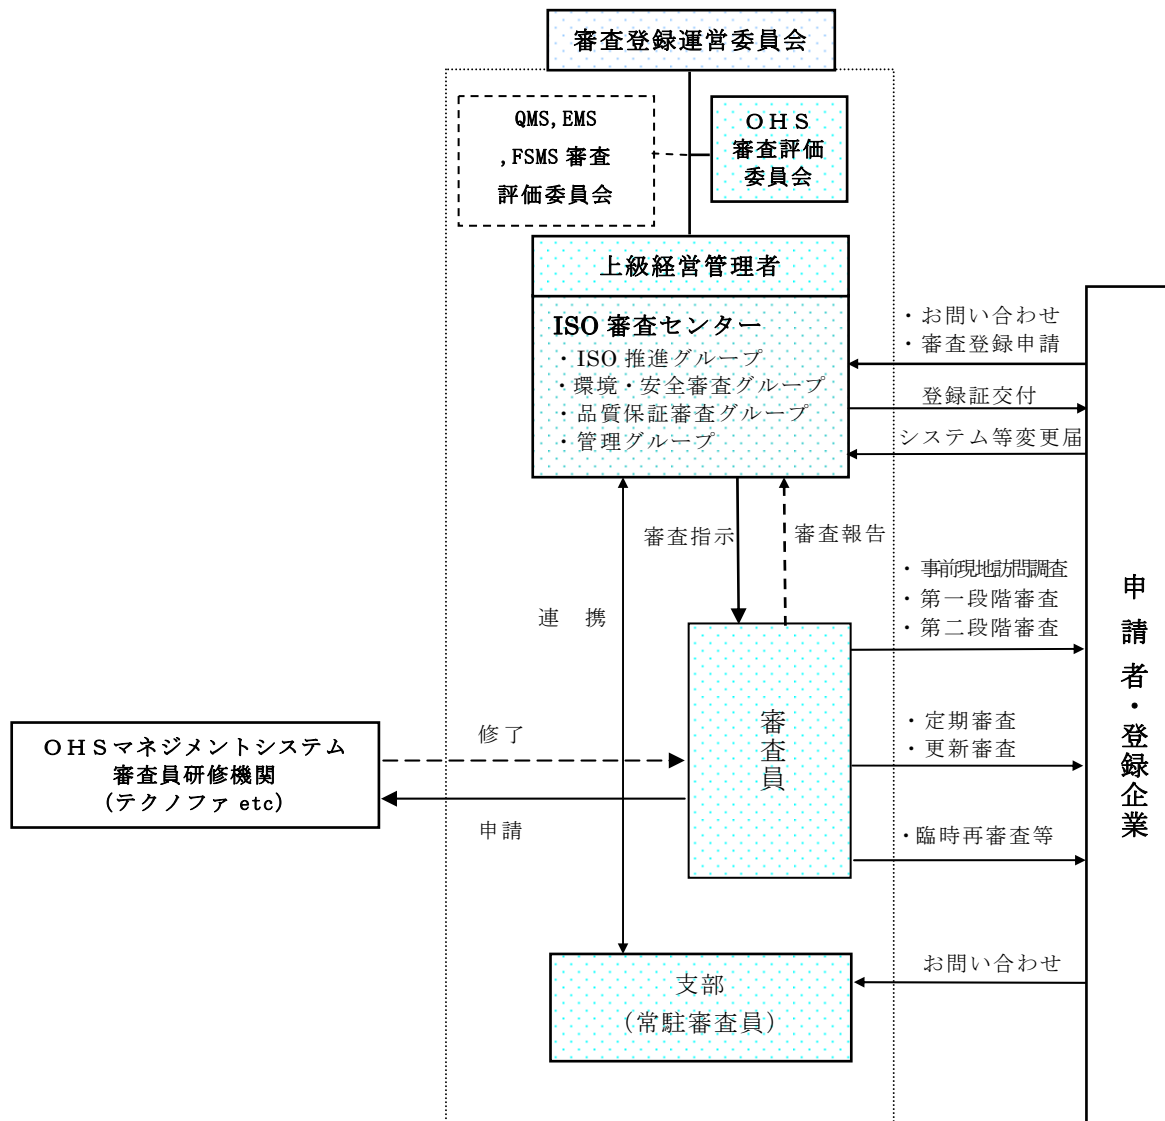 審査登録運営委員会
QMS,EMS
,FSMS 審査
評価委員会
ＯＨＳ
審査評価
委員会
上級経営管理者
ISO 審査センター
・ISO 推進グループ
・環境・安全審査グループ
・品質保証審査グループ
・管理グループ
・お問い合わせ
・審査登録申請
登録証交付
システム等変更届
審査指示
審査報告
連　携
・事前現地訪問調査
・第一段階審査
・第二段階審査
申請者・登録企業
審査員
・定期審査
・更新審査
修了
ＯＨＳマネジメントシステム
審査員研修機関
(テクノファ etc)
申請
・臨時再審査等
お問い合わせ
支部
（常駐審査員）